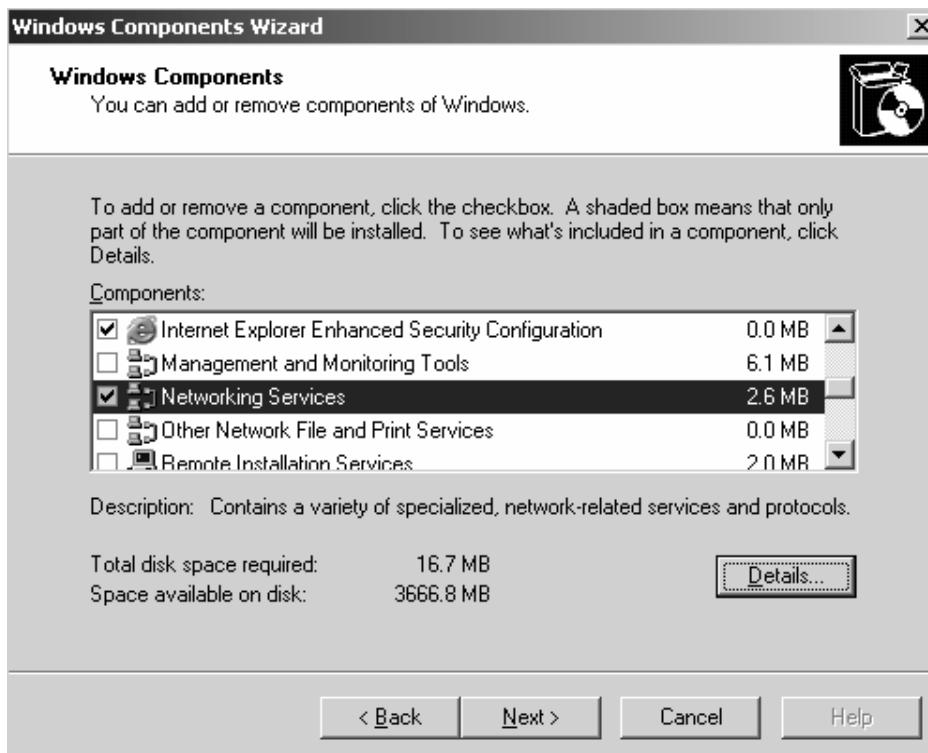 Windows Components Wizard
Windows Components
You can add or remove components of Windows.
To add or remove a component, click the checkbox. A shaded box means that only
part of the component will be installed. To see what's included in a component, click
Details.
Components:
Internet Explorer Enhanced Security Configuration 0.0 MB
Management and Monitoring Tools 6.1 MB
Networking Services 2.6 MB
Other Network File and Print Services 0.0 MB
Remote Installation Services 2.0 MB
Description: Contains a variety of specialized, network-related services and protocols.
Total disk space required: 16.7 MB
Space available on disk: 3666.8 MB
Details...
< Back Next > Cancel Help